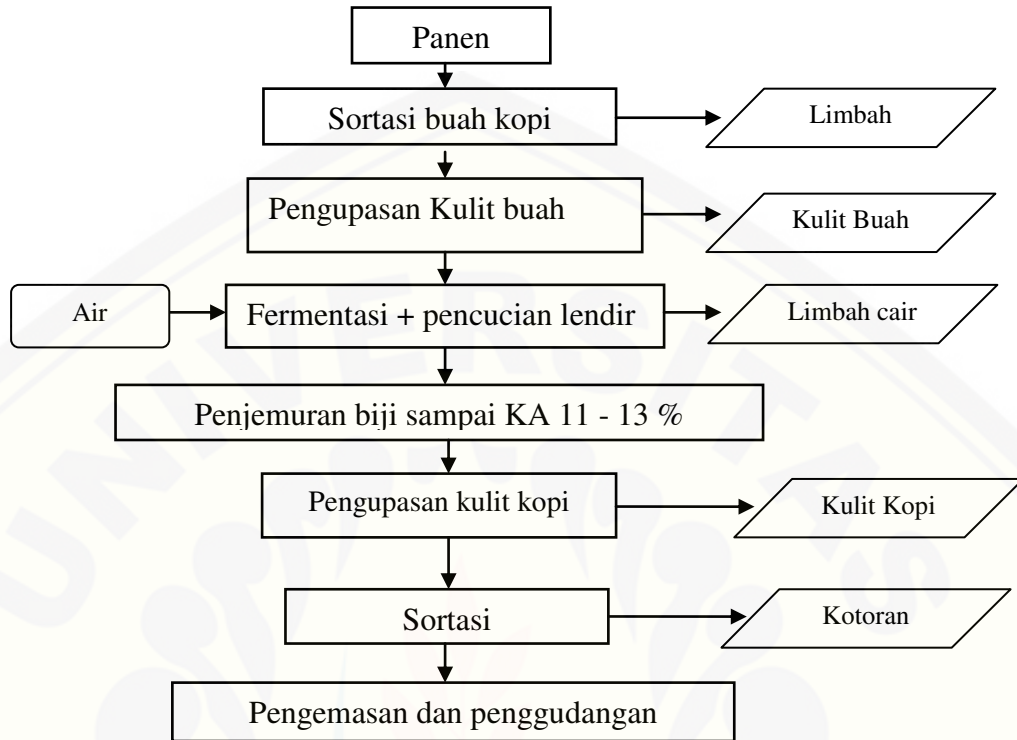 Panen
Sortasi buah kopi
Limbah
Pengupasan Kulit buah
Kulit Buah
Air
Fermentasi + pencucian lendir
Limbah cair
Penjemuran biji sampai KA 11 - 13 %
Pengupasan kulit kopi
Kulit Kopi
Sortasi
Kotoran
Pengemasan dan penggudangan
UNIVERSITAS